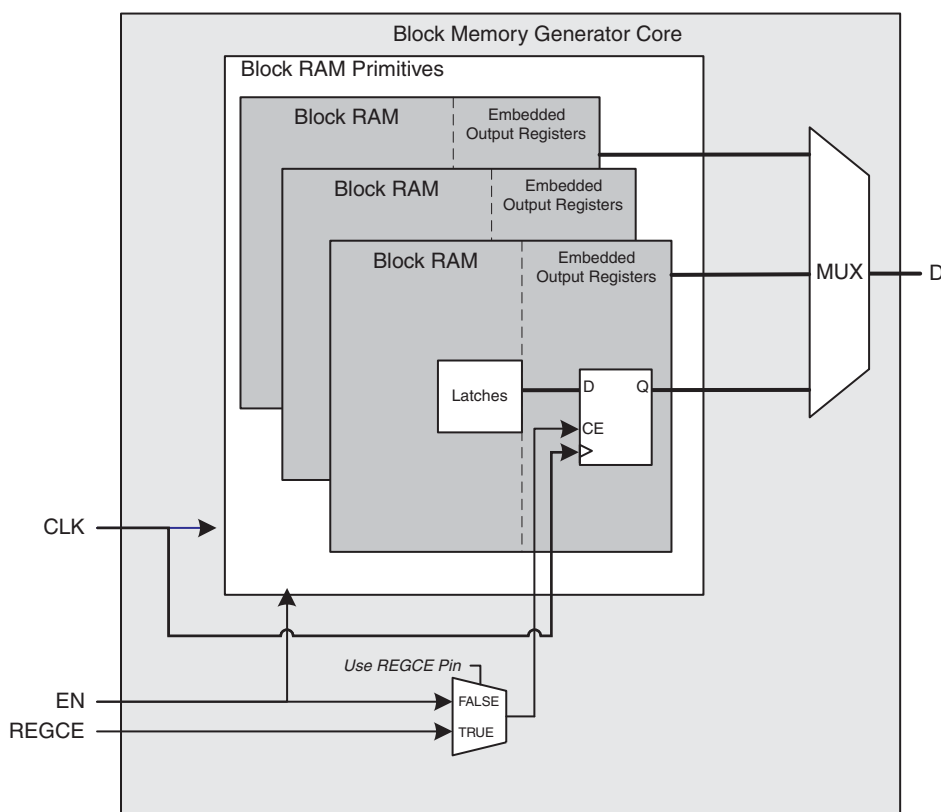 Block Memory Generator Core
Block RAM Primitives
Block RAM
Embedded
Output Registers
Block RAM
Embedded
Output Registers
Block RAM
Embedded
Output Registers
MUX
D
Latches
D
Q
CE
CLK
Use REGCE Pin
EN
FALSE
REGCE
TRUE